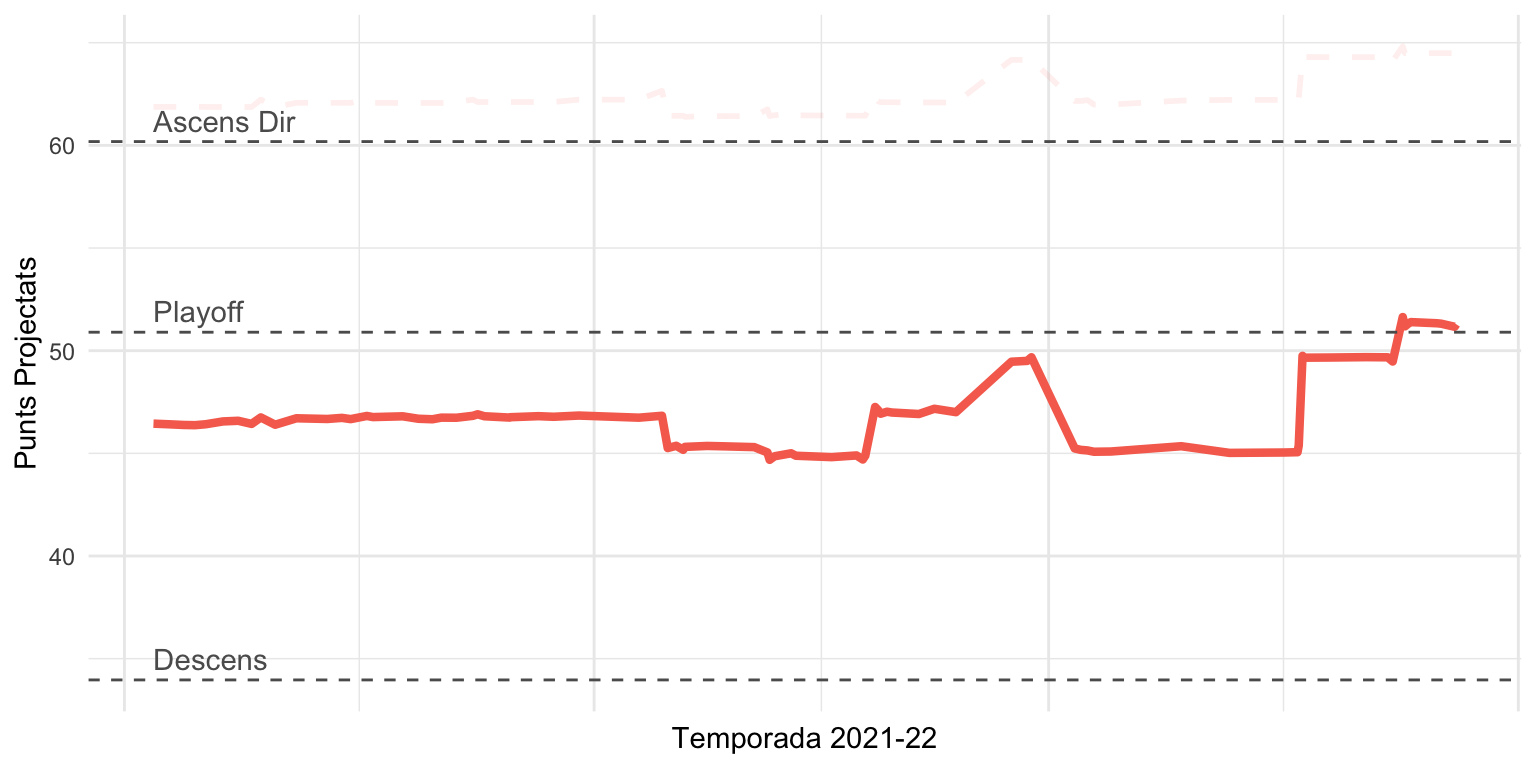 Ascens Dir
60
Playoff
50
Punts Projectats
40
Descens
Temporada 2021-22